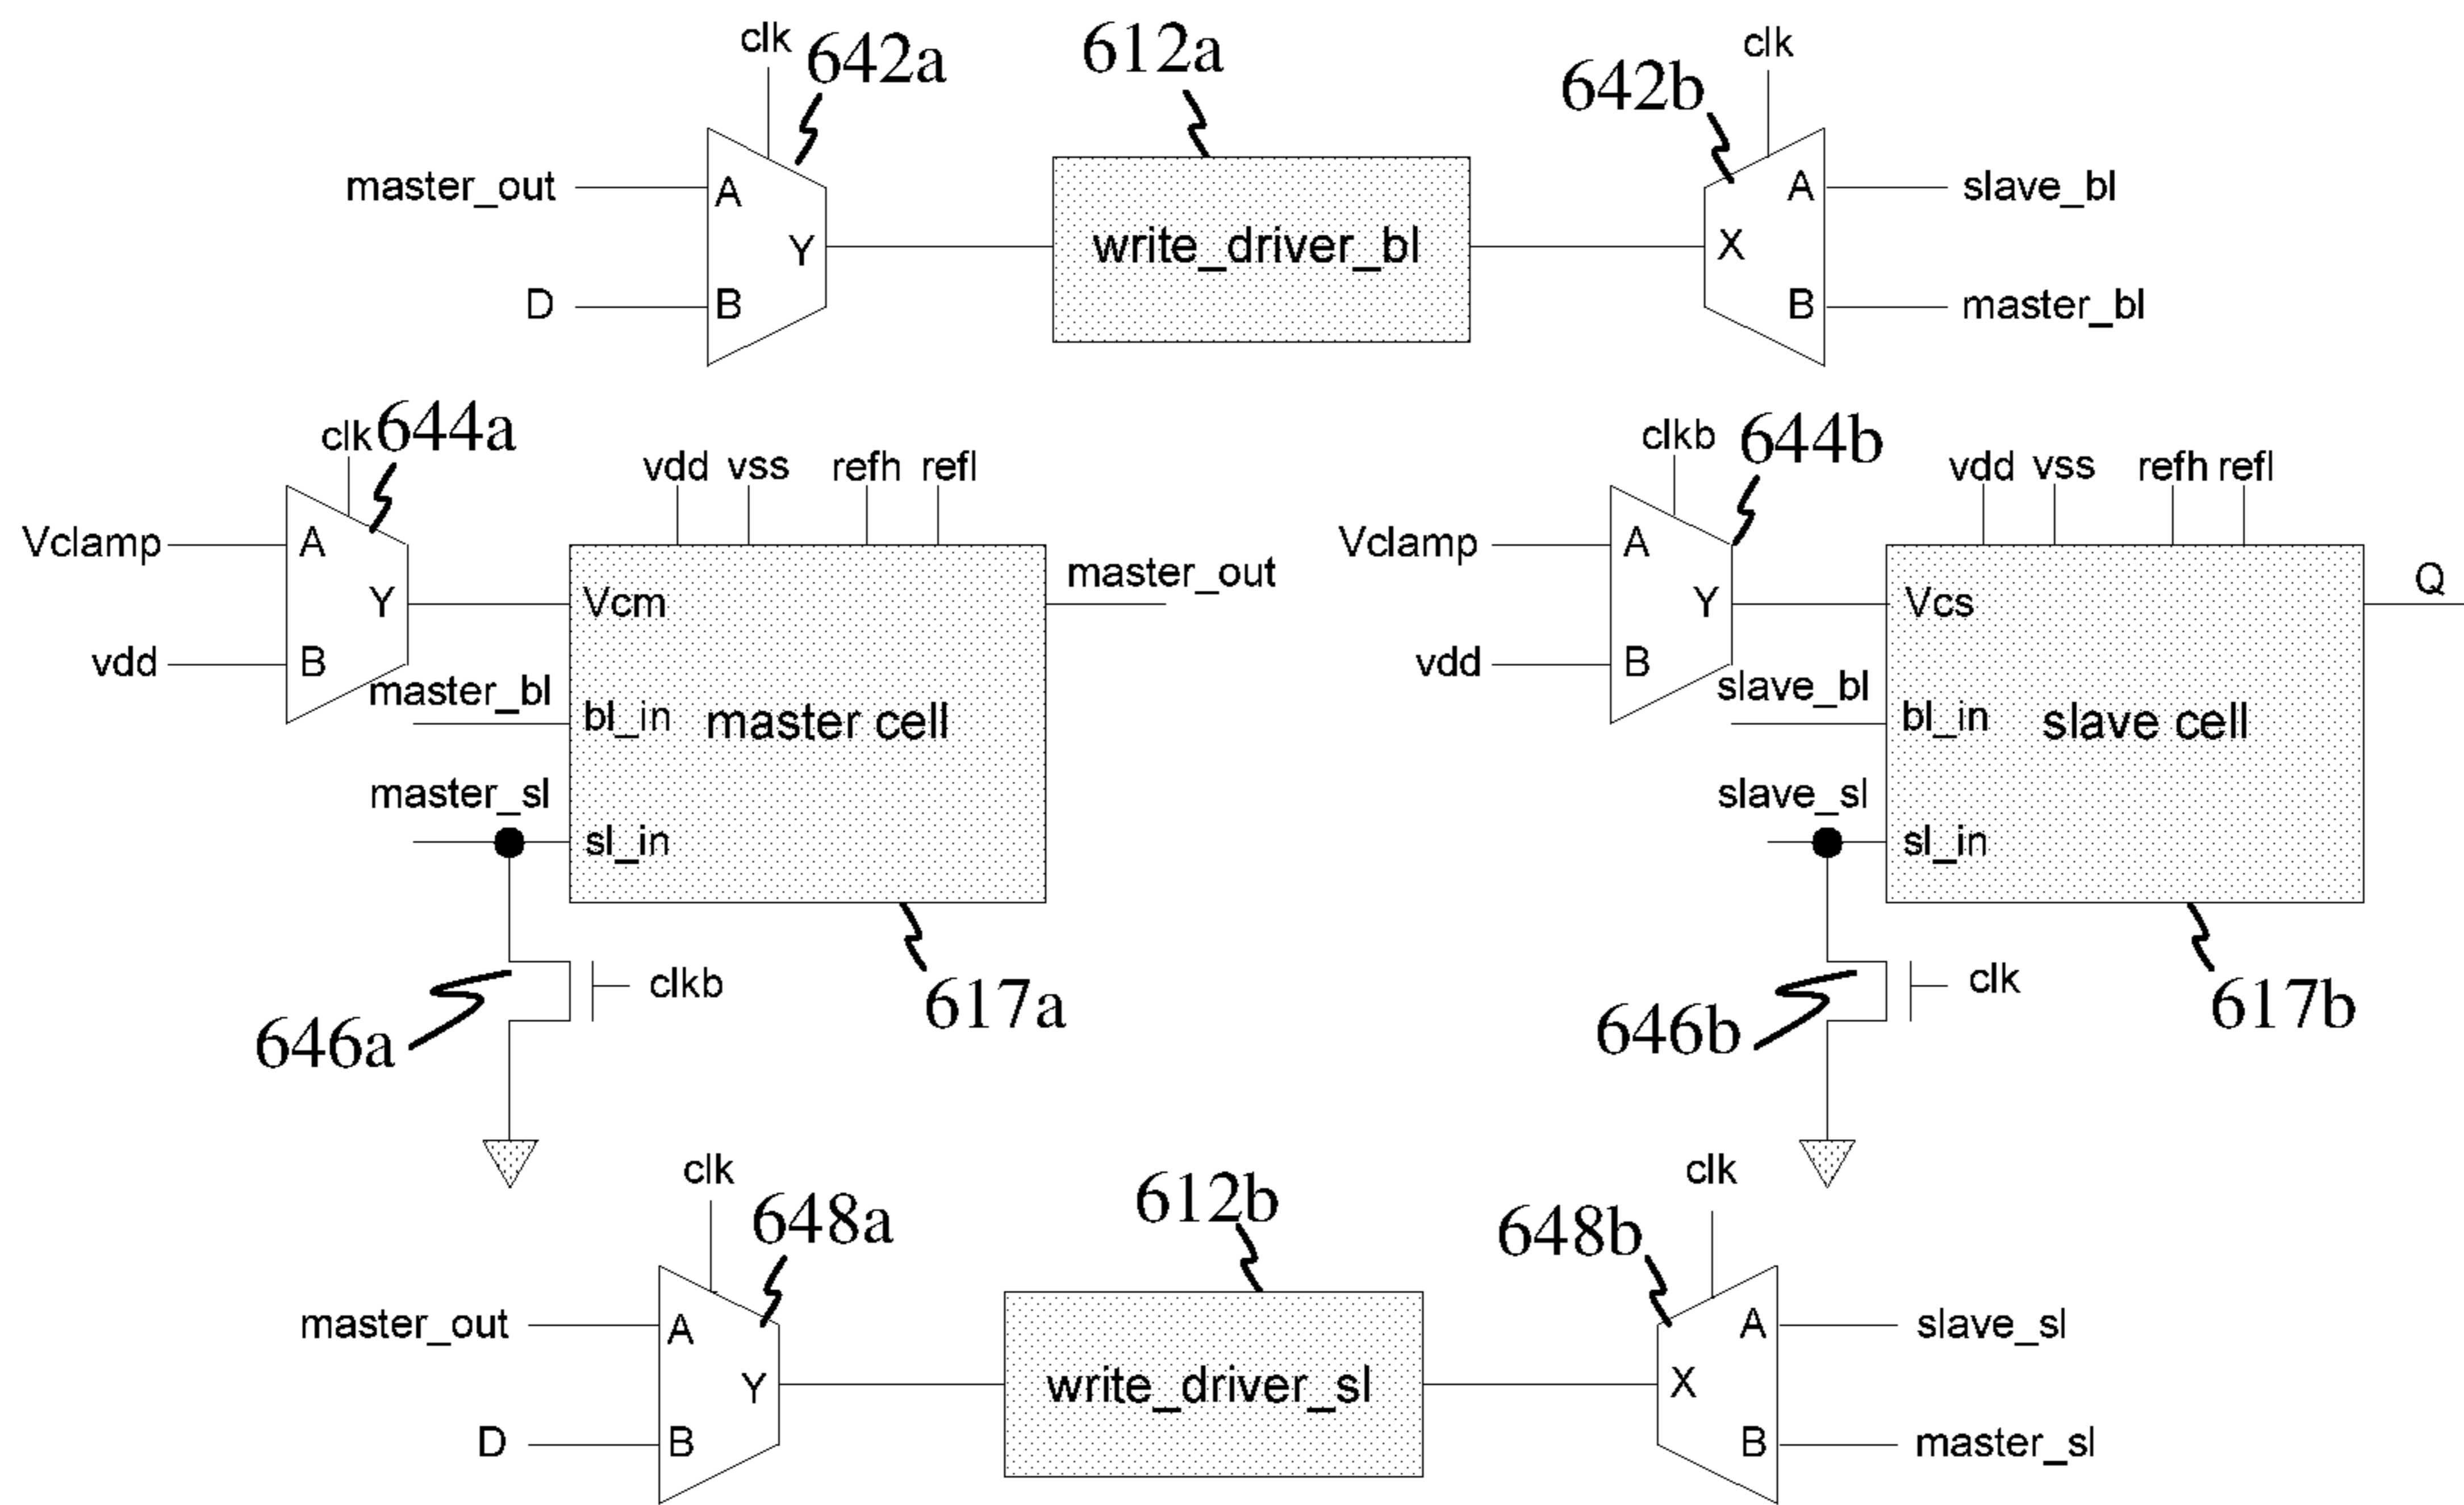 clk 642a 612a 642b clk
master_out A A slave_bl
Y write_driver_bl X
D B B master_bl
clk 644a clkb 644b
vdd vss refh refl vdd vss refh refl
Vclamp A master_out Vclamp A Q
Y Vcm Y Vcs
vdd B vdd B
master_bl bl_in master cell slave_bl bl_in slave cell
master_sl slave_sl
sl_in sl_in
clkb clk
646a 617a 646b 617b
clk 648a 612b 648b clk
master_out A A slave_sl
Y write_driver_sl X
D B B master_sl